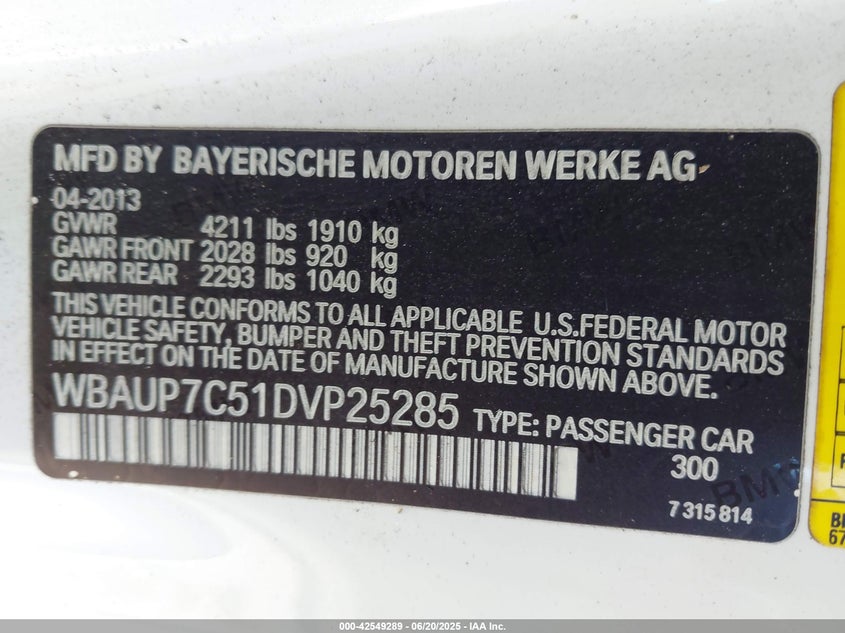 MFD BY BAYERISCHE MOTOREN WERKE AG
04-2013
GVWR 4211 lbs 1910 kg
GAWR FRONT 2028 lbs 920 kg
GAWR REAR 2293 lbs 1040 kg
THIS VEHICLE CONFORMS TO ALL APPLICABLE U.S.FEDERAL MOTOR
VEHICLE SAFETY, BUMPER AND THEFT PREVENTION STANDARDS
IN EFFECT ON THE DATE OF MANUFACTURE SHOWN ABOVE.
WBAUP7C51DVP25285 TYPE: PASSENGER CAR
300
BMW
7 315 814
000-42549289 | 06/20/2025 - IAA Inc.